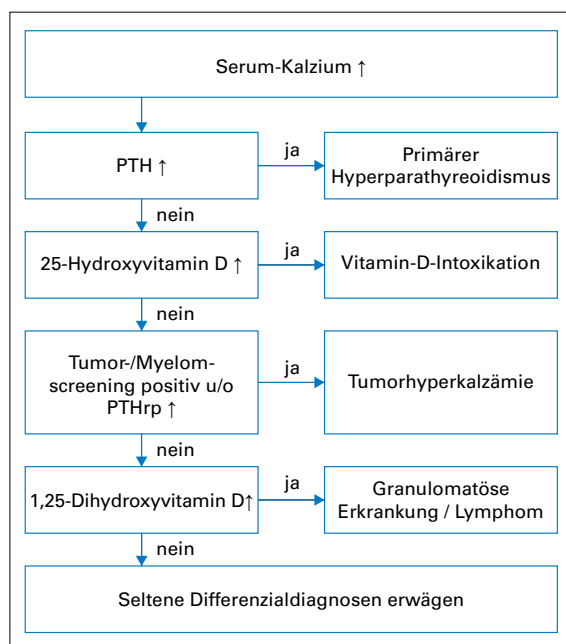 Serum-Kalzium ↑
PTH ↑
ja
Primärer
Hyperparathyreoidismus
nein
25-Hydroxyvitamin D ↑
ja
Vitamin-D-Intoxikation
nein
Tumor-/Myelom-
screening positiv u/o
PTHrp ↑
ja
Tumorhyperkalzämie
nein
1,25-Dihydroxyvitamin D↑
ja
Granulomatöse
Erkrankung / Lymphom
nein
Seltene Differenzialdiagnosen erwägen